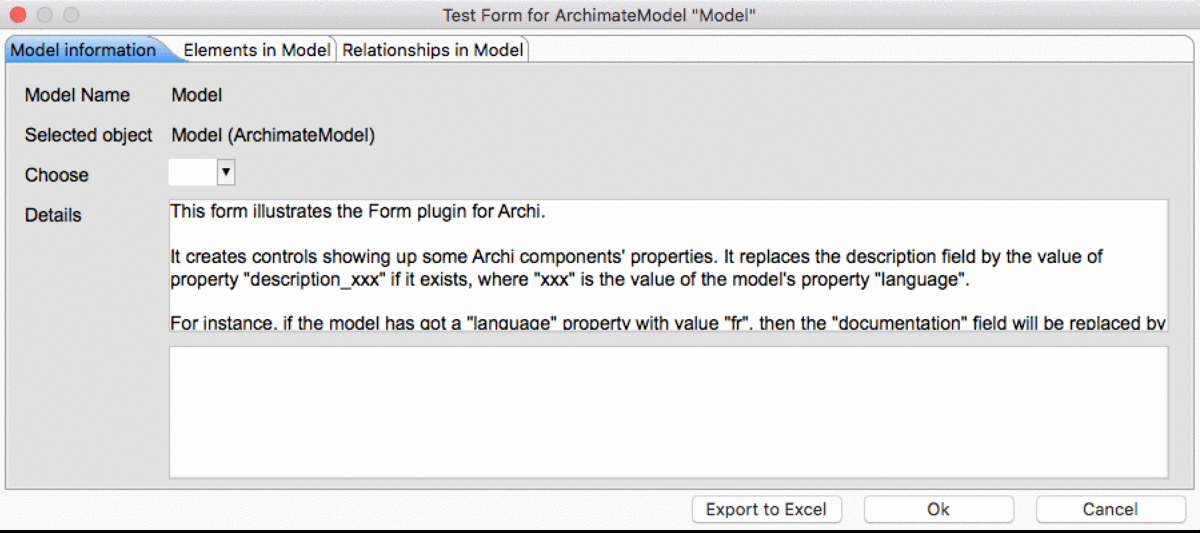 Test Form for ArchimateModel "Model"
Model information
Elements in Model
Relationships in Model
Model Name Model
Selected object Model (ArchimateModel)
Choose
Details
This form illustrates the Form plugin for Archi.
It creates controls showing up some Archi components' properties. It replaces the description field by the value of
property "description_xxx" if it exists, where "xxx" is the value of the model's property "language".
For instance, if the model has got a "language" property with value "fr", then the "documentation" field will be replaced by
Export to Excel
Ok
Cancel